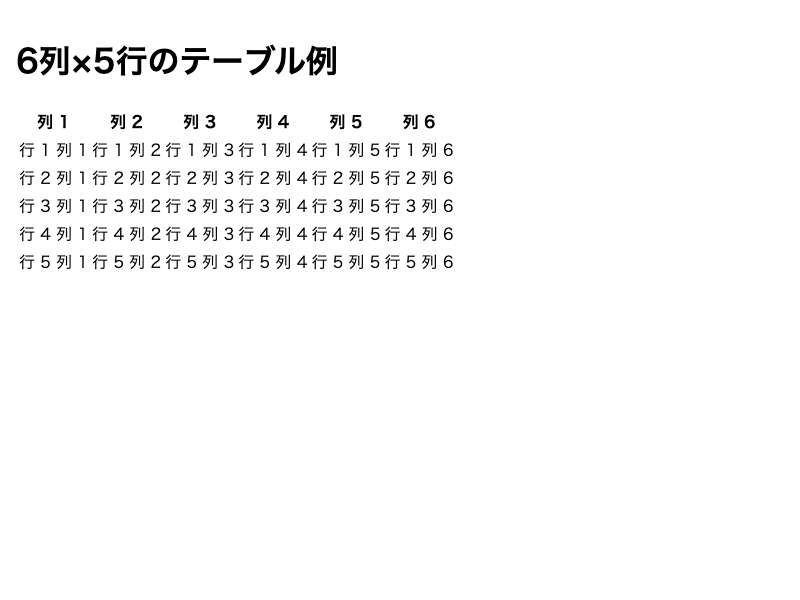 6列×5行のテーブル例
列 1 列 2 列 3 列 4 列 5 列 6
行 1 列 1 行 1 列 2 行 1 列 3 行 1 列 4 行 1 列 5 行 1 列 6
行 2 列 1 行 2 列 2 行 2 列 3 行 2 列 4 行 2 列 5 行 2 列 6
行 3 列 1 行 3 列 2 行 3 列 3 行 3 列 4 行 3 列 5 行 3 列 6
行 4 列 1 行 4 列 2 行 4 列 3 行 4 列 4 行 4 列 5 行 4 列 6
行 5 列 1 行 5 列 2 行 5 列 3 行 5 列 4 行 5 列 5 行 5 列 6